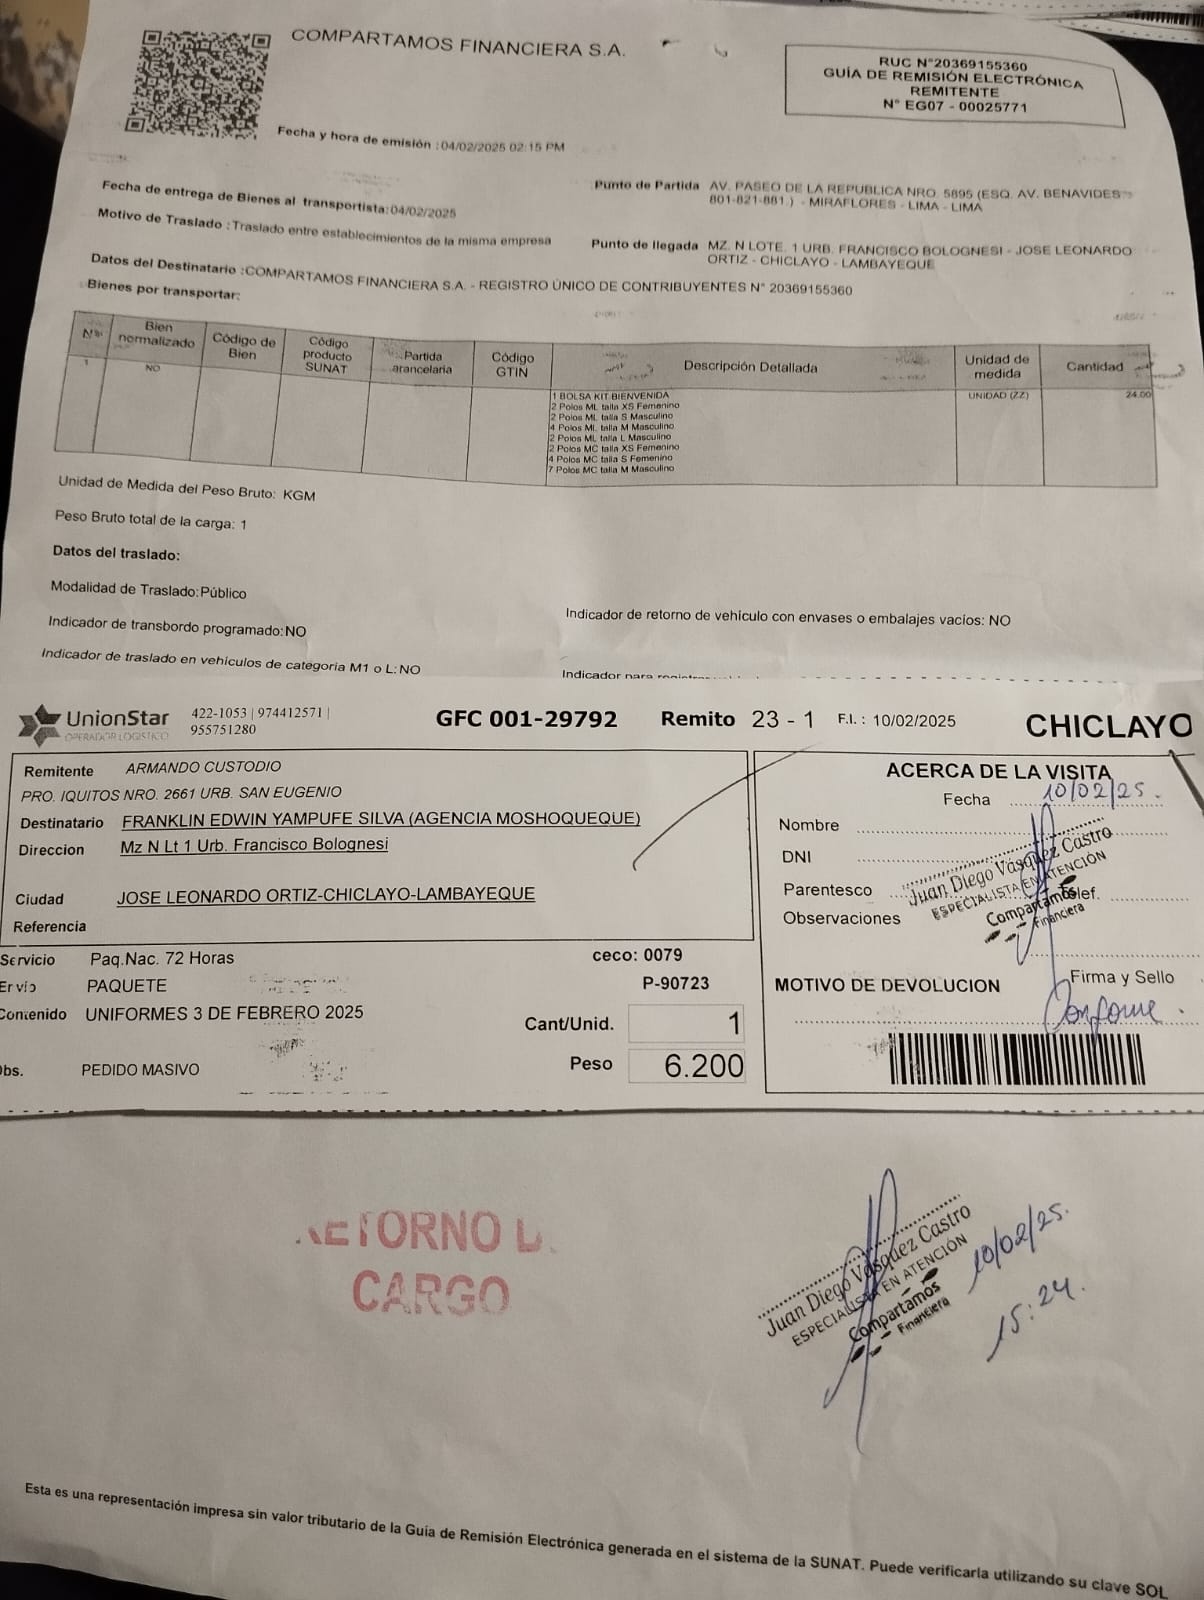 COMPARTAMOS FINANCIERA S.A.
RUC N°20369155360
GUÍA DE REMISIÓN ELECTRÓNICA
REMITENTE
N° EG07 - 00025771
Fecha y hora de emisión : 04/02/2025 02:15 PM
Fecha de entrega de Bienes al transportista: 04/02/2025
Motivo de Traslado : Traslado entre establecimientos de la misma empresa
Punto de Partida AV. PASEO DE LA REPUBLICA NRO. 5895 (ESQ. AV. BENAVIDES
801-821-881.) - MIRAFLORES - LIMA - LIMA
Punto de llegada MZ. N LOTE. 1 URB. FRANCISCO BOLOGNESI - JOSE LEONARDO
ORTIZ - CHICLAYO - LAMBAYEQUE
Datos del Destinatario : COMPARTAMOS FINANCIERA S.A. - REGISTRO ÚNICO DE CONTRIBUYENTES N° 20369155360
Bienes por transportar:
N° Bien normalizado Código de Bien Código producto SUNAT Partida arancelaria Código GTIN Descripción Detallada Unidad de medida Cantidad
1 NO 1 BOLSA KIT BIENVENIDA UNIDAD (ZZ) 24.00
2 Polos ML talla XS Femenino
2 Polos ML talla S Masculino
4 Polos ML talla M Masculino
2 Polos ML talla L Masculino
2 Polos MC talla XS Femenino
4 Polos MC talla S Femenino
7 Polos MC talla M Masculino
Unidad de Medida del Peso Bruto: KGM
Peso Bruto total de la carga: 1
Datos del traslado:
Modalidad de Traslado: Público
Indicador de transbordo programado: NO
Indicador de retorno de vehículo con envases o embalajes vacíos: NO
Indicador de traslado en vehículos de categoría M1 o L: NO
Indicador para
UnionStar
OPERADOR LOGISTICO
422-1053 | 974412571 |
955751280
GFC 001-29792
Remito 23 - 1
F.I. : 10/02/2025
CHICLAYO
Remitente ARMANDO CUSTODIO
PRO. IQUITOS NRO. 2661 URB. SAN EUGENIO
Destinatario FRANKLIN EDWIN YAMPUFE SILVA (AGENCIA MOSHOQUEQUE)
Direccion Mz N Lt 1 Urb. Francisco Bolognesi
Ciudad JOSE LEONARDO ORTIZ-CHICLAYO-LAMBAYEQUE
Referencia
Servicio Paq.Nac. 72 Horas
Envio PAQUETE
Contenido UNIFORMES 3 DE FEBRERO 2025
Obs. PEDIDO MASIVO
ceco: 0079
P-90723
Cant/Unid. 1
Peso 6.200
ACERCA DE LA VISITA
Fecha 10/02/25.
Nombre
DNI
Parentesco
Telef.
Observaciones
Juan Diego Vásquez Castro
ESPECIALISTA EN ATENCIÓN
Compartamos
Financiera
Firma y Sello
MOTIVO DE DEVOLUCION
Conforme.
RETORNO D.
CARGO
Juan Diego Vásquez Castro
ESPECIALISTA EN ATENCIÓN
Compartamos
Financiera
10/02/25.
15:24.
Esta es una representación impresa sin valor tributario de la Guía de Remisión Electrónica generada en el sistema de la SUNAT. Puede verificarla utilizando su clave SOL